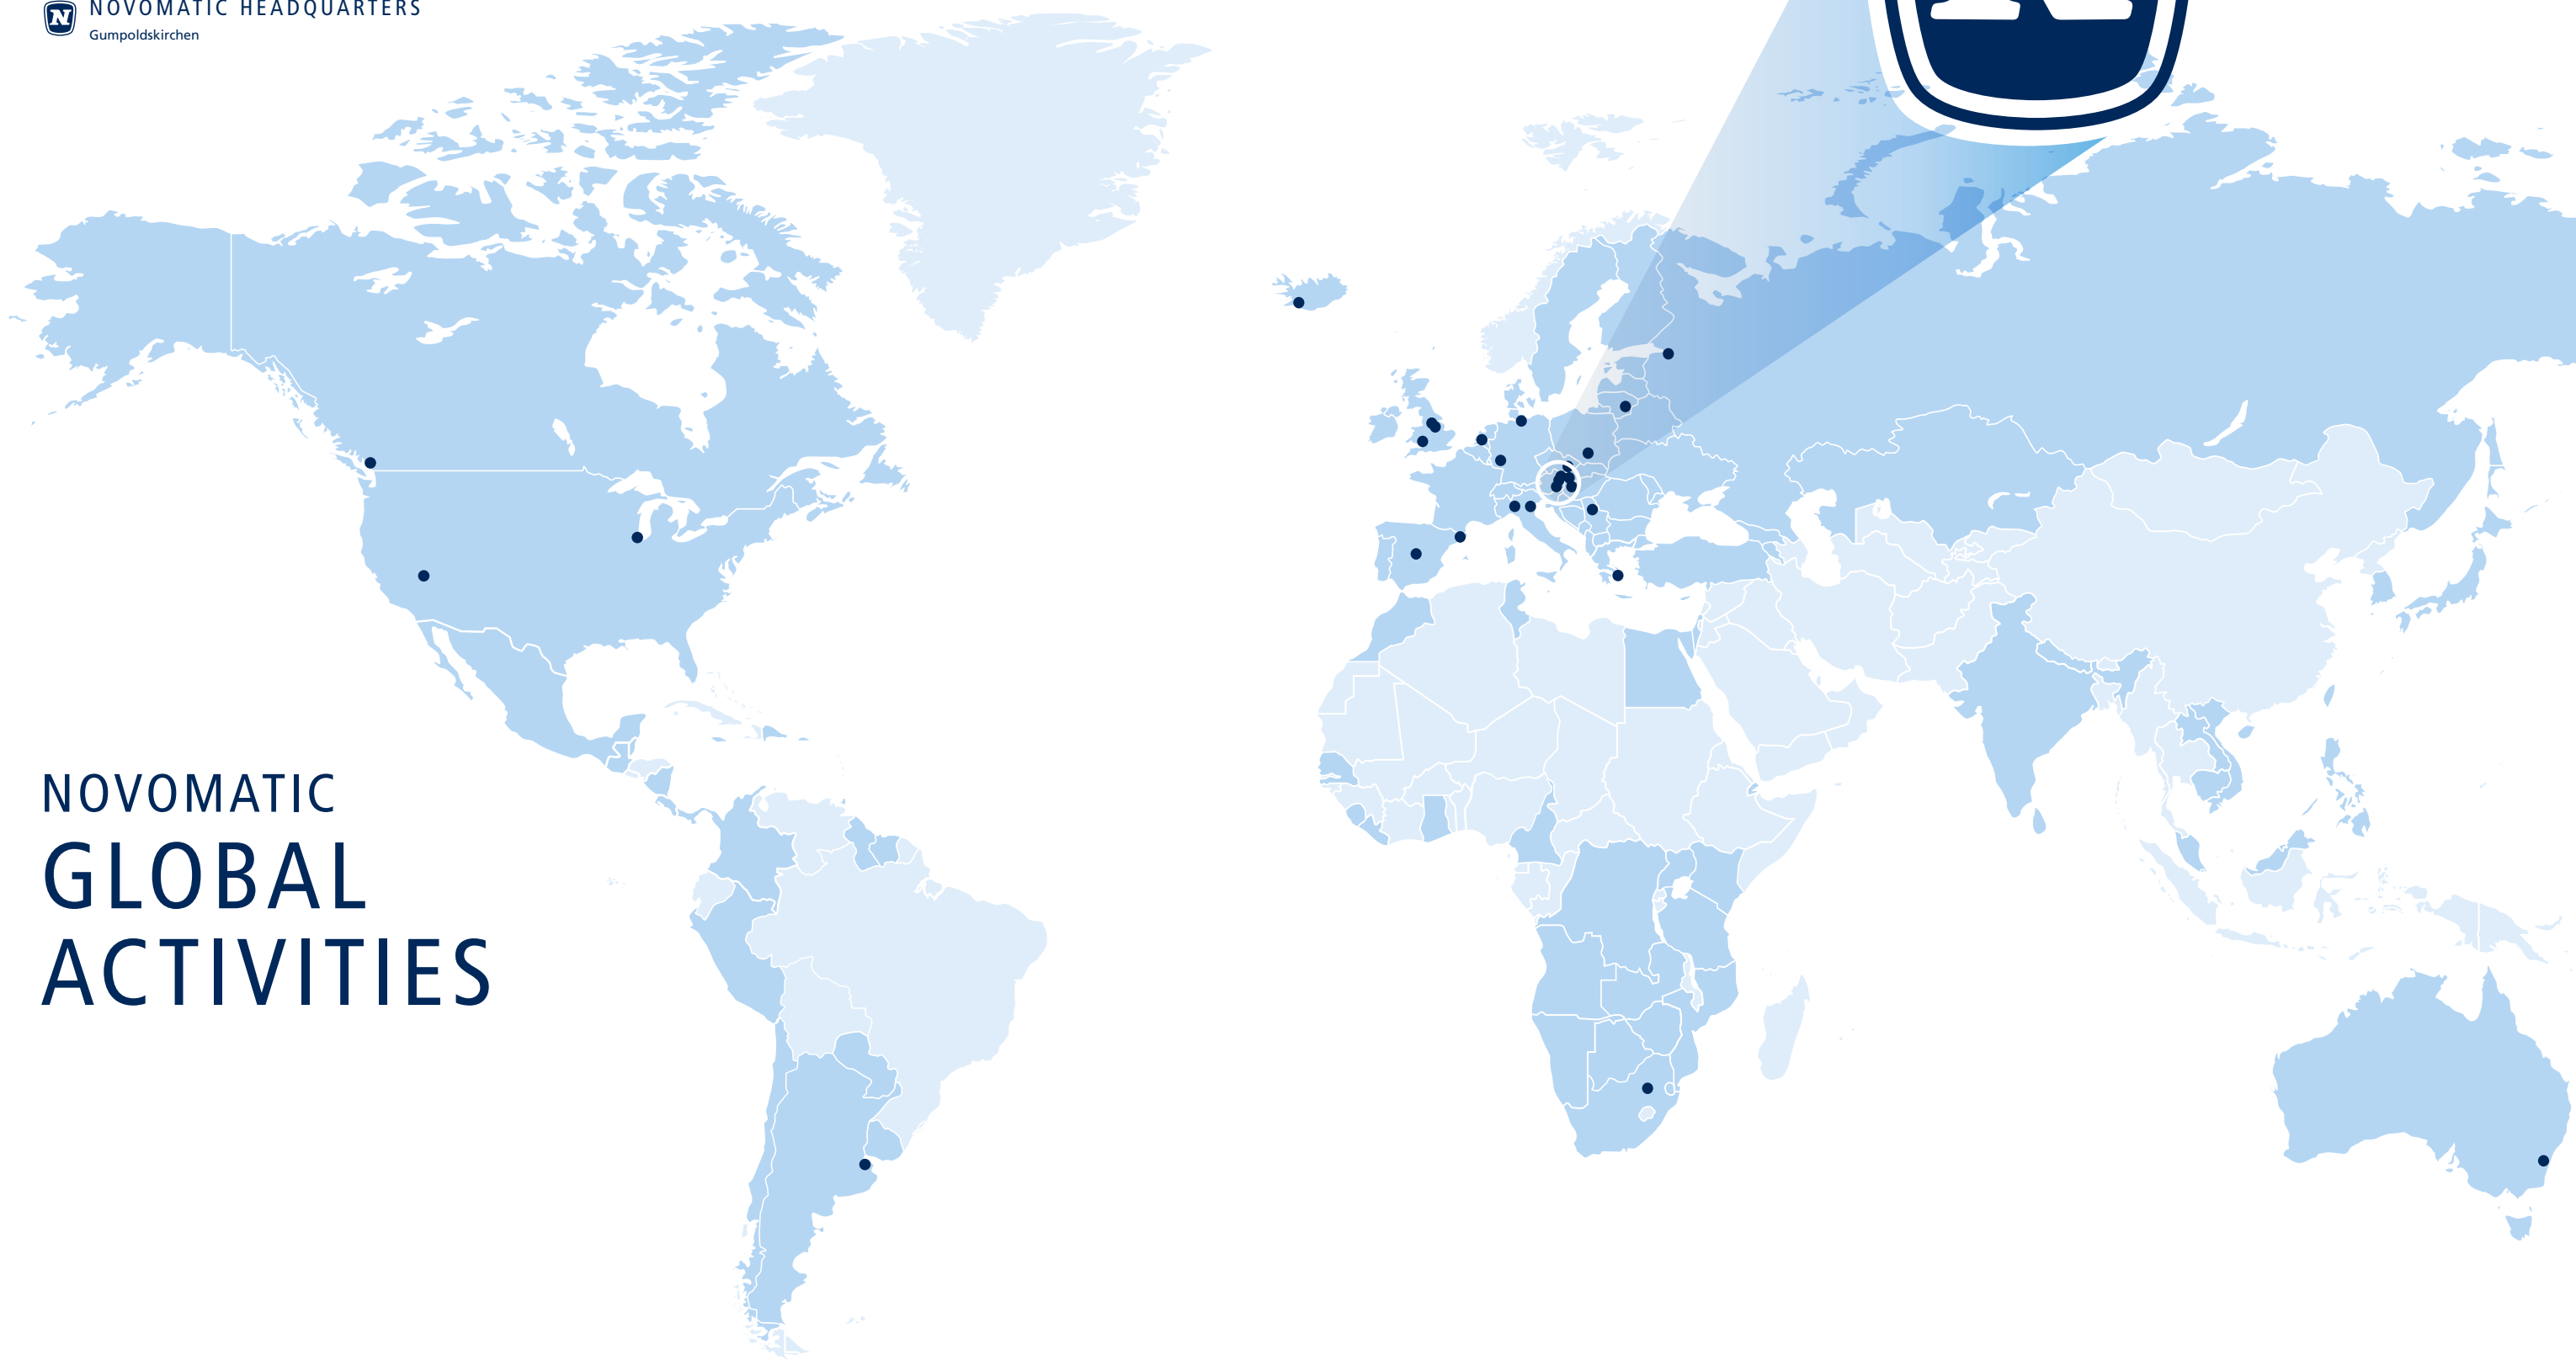 N NOVOMATIC HEADQUARTERS
Gumpoldskirchen
NOVOMATIC
GLOBAL
ACTIVITIES